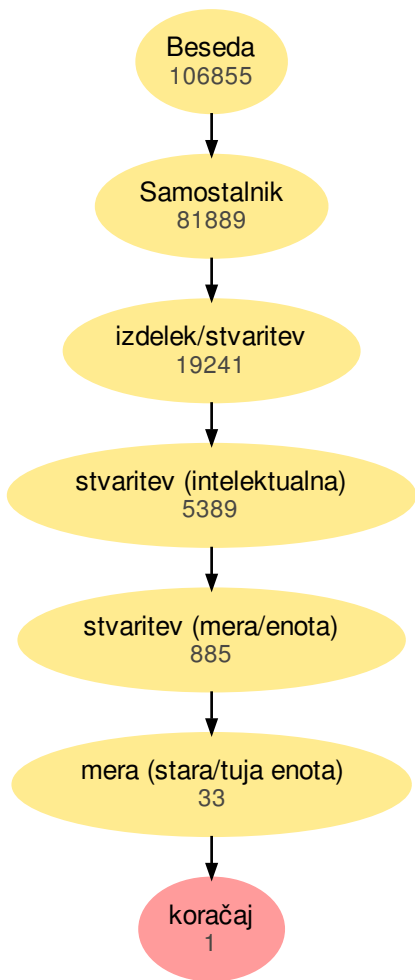 Beseda
106855
Samostalnik
81889
izdelek/stvaritev
19241
stvaritev (intelektualna)
5389
stvaritev (mera/enota)
885
mera (stara/tuja enota)
33
koračaj
1